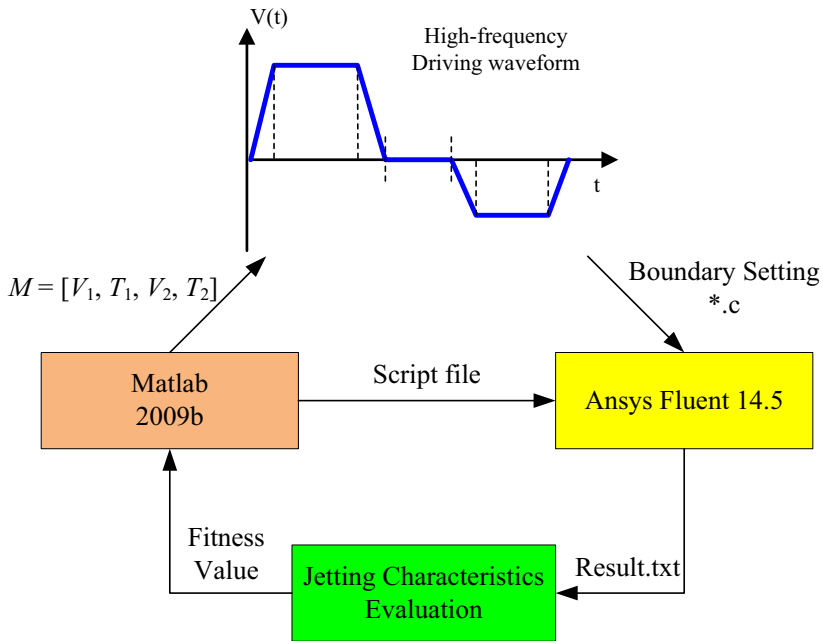 V(t)
High-frequency
Driving waveform
t
M = [V₁, T₁, V₂, T₂]
Boundary Setting
*.c
Matlab
2009b
Script file
Ansys Fluent 14.5
Fitness
Value
Jetting Characteristics
Evaluation
Result.txt